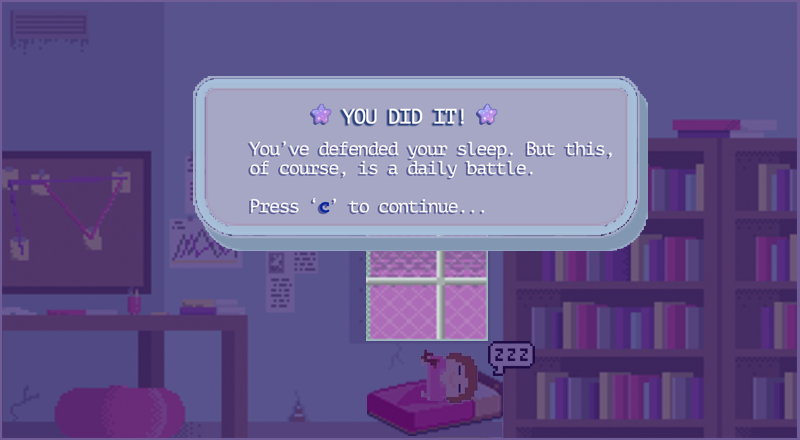 YOU DID IT!
You've defended your sleep. But this,
of course, is a daily battle.
Press ‘c’ to continue...
zzz